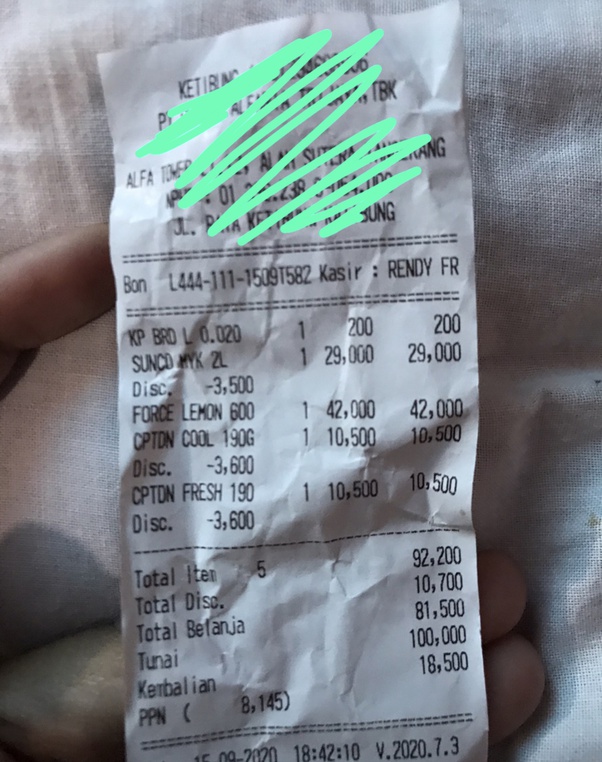 KETIBUNG
TBK
ALFA TOWER ALAM SUTERA
JL. RAYA
Bon L444-111-1509T582 Kasir : RENDY FR
KP BRD L 0.020 1 200 200
SUNCO MYK 2L 1 29,000 29,000
Disc. -3,500
FORCE LEMON 600 1 42,000 42,000
CPTDN COOL 190G 1 10,500 10,500
Disc. -3,600
CPTDN FRESH 190 1 10,500 10,500
Disc. -3,600
Total Item 5 92,200
Total Disc. 10,700
Total Belanja 81,500
Tunai 100,000
Kembalian 18,500
PPN ( 8,145)
15-09-2020 18:42:10 V.2020.7.3